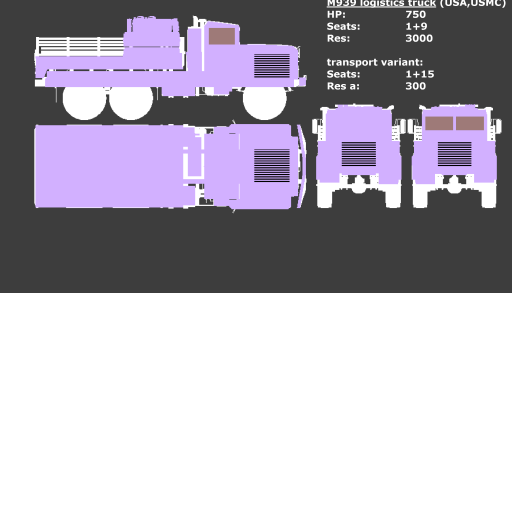 M939 logistics truck (USA,USMC)
HP: 750
Seats: 1+9
Res: 3000
transport variant:
Seats: 1+15
Res a: 300